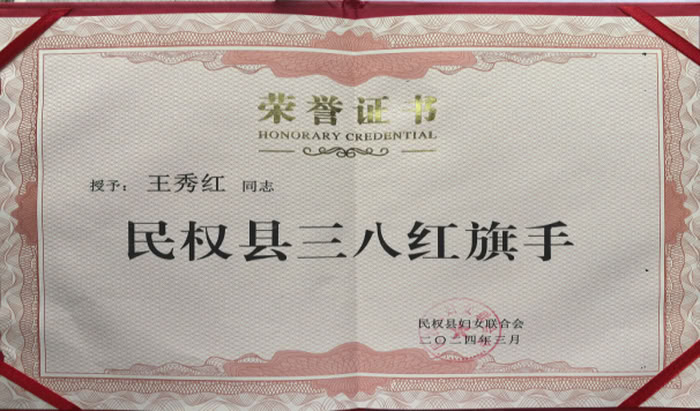 荣誉证书
HONORARY CREDENTIAL
授予： 王秀红 同志
民权县三八红旗手
民权县妇女联合会
二〇二四年三月